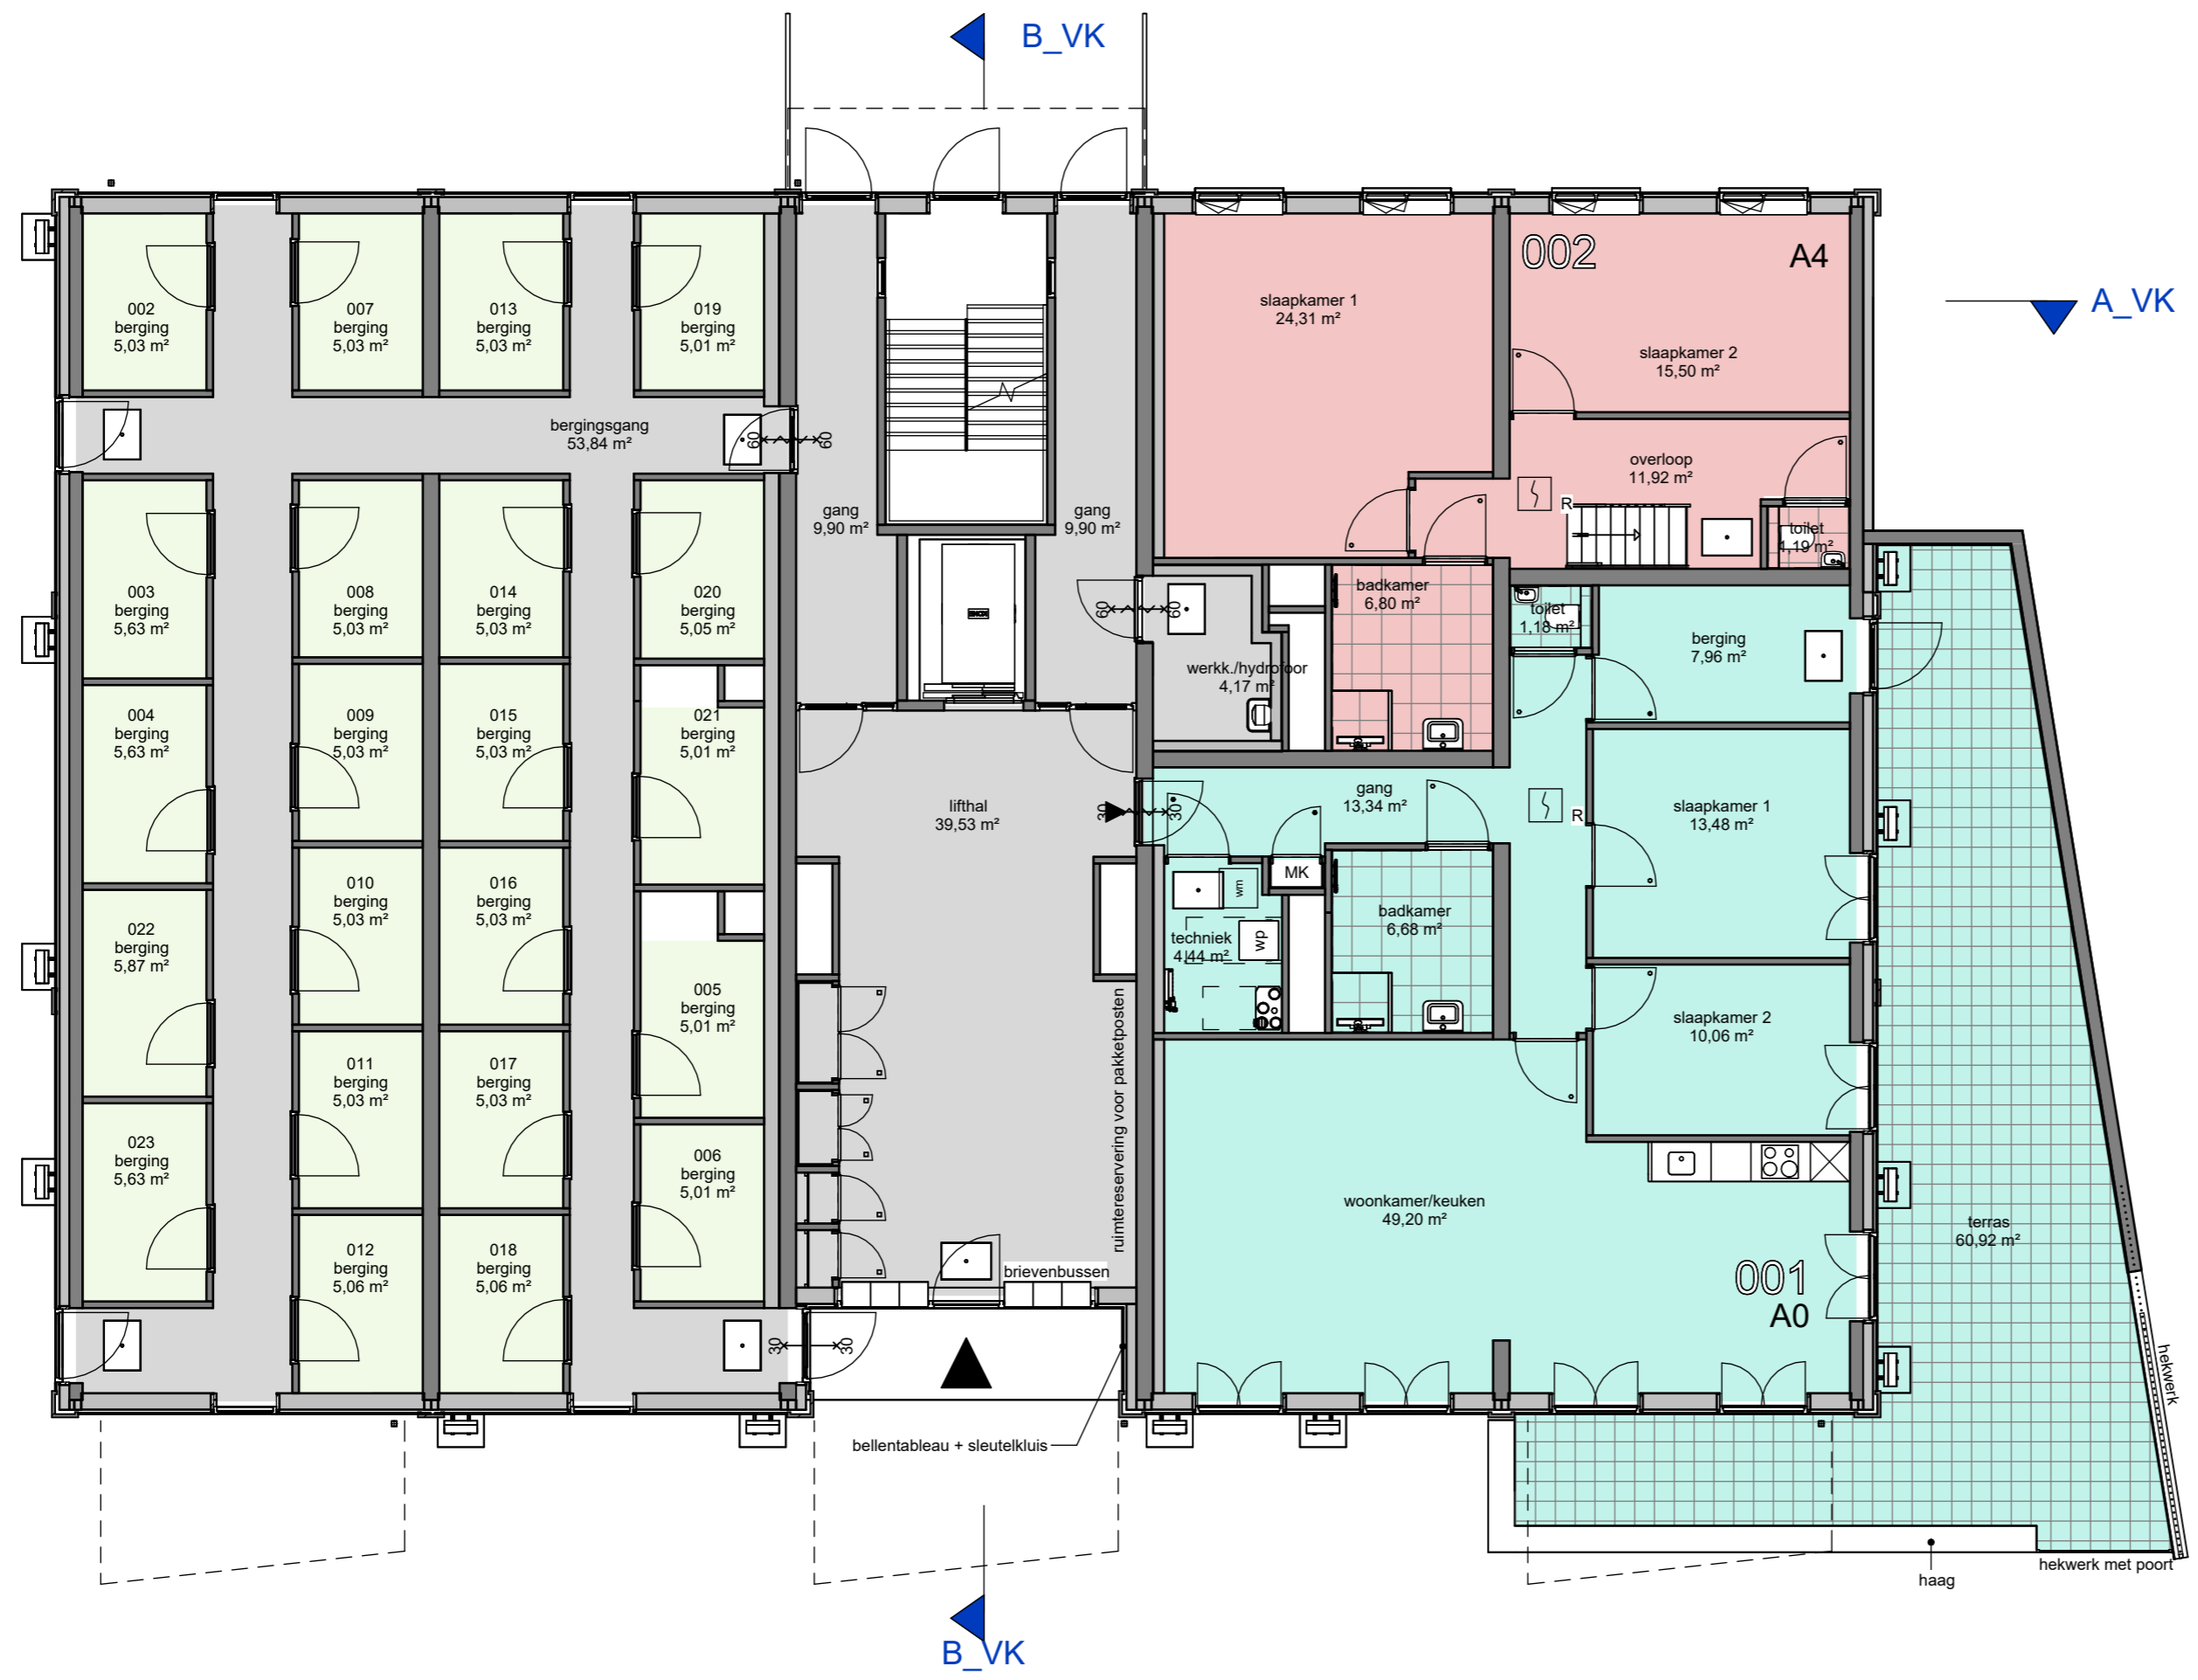 B_VK
002
berging
5,03 m²
007
berging
5,03 m²
013
berging
5,03 m²
019
berging
5,01 m²
slaapkamer 1
24,31 m²
002
A4
slaapkamer 2
15,50 m²
A_VK
bergingsgang
53,84 m²
60
60
overloop
11,92 m²
R
toilet
1,19 m²
gang
9,90 m²
gang
9,90 m²
003
berging
5,63 m²
008
berging
5,03 m²
014
berging
5,03 m²
020
berging
5,05 m²
60
60
werkk./hydrofoor
4,17 m²
badkamer
6,80 m²
toilet
1,18 m²
berging
7,96 m²
004
berging
5,63 m²
009
berging
5,03 m²
015
berging
5,03 m²
021
berging
5,01 m²
lifthal
39,53 m²
30
30
gang
13,34 m²
R
slaapkamer 1
13,48 m²
MK
wm
wp
techniek
4,44 m²
badkamer
6,68 m²
022
berging
5,87 m²
010
berging
5,03 m²
016
berging
5,03 m²
005
berging
5,01 m²
slaapkamer 2
10,06 m²
ruimtereservering voor pakketposten
023
berging
5,63 m²
011
berging
5,03 m²
017
berging
5,03 m²
006
berging
5,01 m²
woonkamer/keuken
49,20 m²
terras
60,92 m²
012
berging
5,06 m²
018
berging
5,06 m²
brievenbussen
001
A0
30
30
hekwerk
bellentableau + sleutelkluis
hekwerk met poort
haag
B_VK